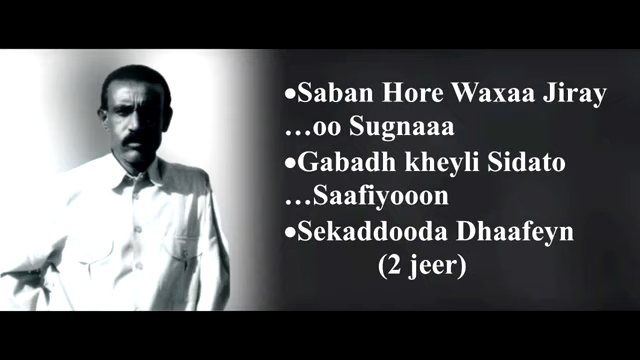 •Saban Hore Waxaa Jiray
...oo Sugnaaa
•Gabadh kheyli Sidato
...Saafiyooon
•Sekaddooda Dhaafeyn
(2 jeer)